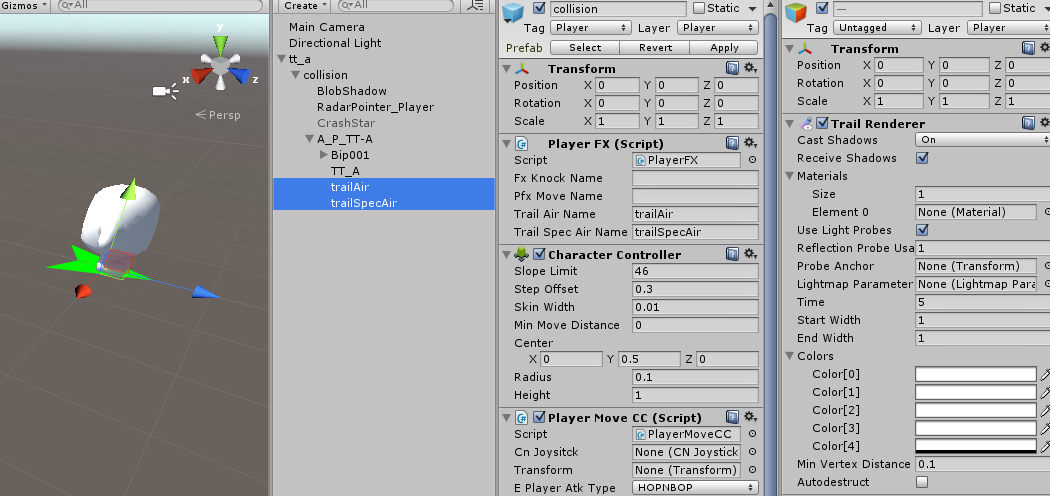 Gizmos
All
y
x
z
Persp
Create
All
Main Camera
Directional Light
tt_a
collision
BlobShadow
RadarPointer_Player
CrashStar
A_P_TT-A
Bip001
TT_A
trailAir
trailSpecAir
collision Static
Tag Player Layer Player
Prefab Select Revert Apply
Transform
Position X 0 Y 0 Z 0
Rotation X 0 Y 0 Z 0
Scale X 1 Y 1 Z 1
Player FX (Script)
Script PlayerFX
Fx Knock Name
Pfx Move Name
Trail Air Name trailAir
Trail Spec Air Name trailSpecAir
Character Controller
Slope Limit 46
Step Offset 0.3
Skin Width 0.01
Min Move Distance 0
Center
X 0 Y 0.5 Z 0
Radius 0.1
Height 1
Player Move CC (Script)
Script PlayerMoveCC
Cn Joysitck None (CN Joystick
Transform None (Transform)
E Player Atk Type HOPNBOP
— Static
Tag Untagged Layer Player
Transform
Position X 0 Y 0 Z 0
Rotation X 0 Y 0 Z 0
Scale X 1 Y 1 Z 1
Trail Renderer
Cast Shadows On
Receive Shadows
Materials
Size 1
Element 0 None (Material)
Use Light Probes
Reflection Probe Usa 1
Probe Anchor None (Transform)
Lightmap Parameter None (Lightmap Para
Time 5
Start Width 1
End Width 1
Colors
Color[0]
Color[1]
Color[2]
Color[3]
Color[4]
Min Vertex Distance 0.1
Autodestruct